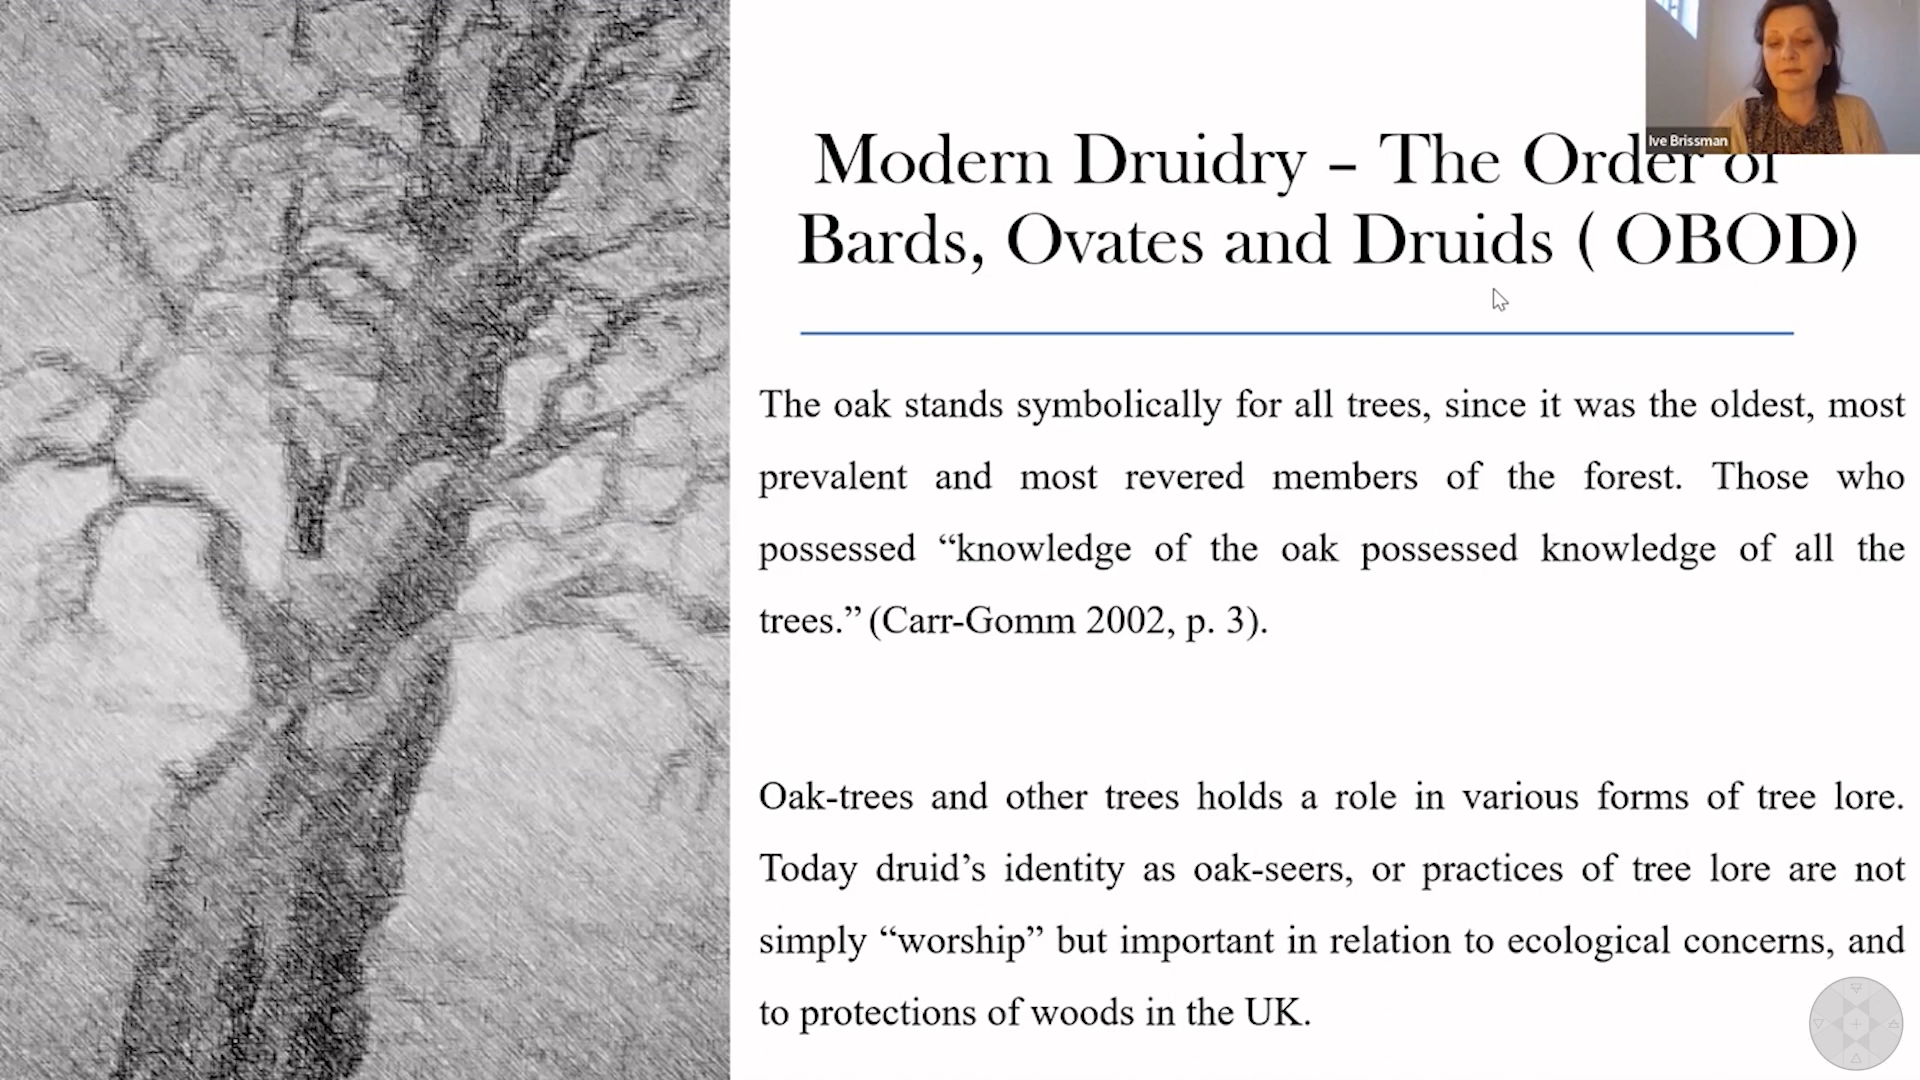 Ive Brissman
Modern Druidry – The Order of
Bards, Ovates and Druids ( OBOD)
The oak stands symbolically for all trees, since it was the oldest, most
prevalent and most revered members of the forest. Those who
possessed “knowledge of the oak possessed knowledge of all the
trees.” (Carr-Gomm 2002, p. 3).
Oak-trees and other trees holds a role in various forms of tree lore.
Today druid’s identity as oak-seers, or practices of tree lore are not
simply “worship” but important in relation to ecological concerns, and
to protections of woods in the UK.